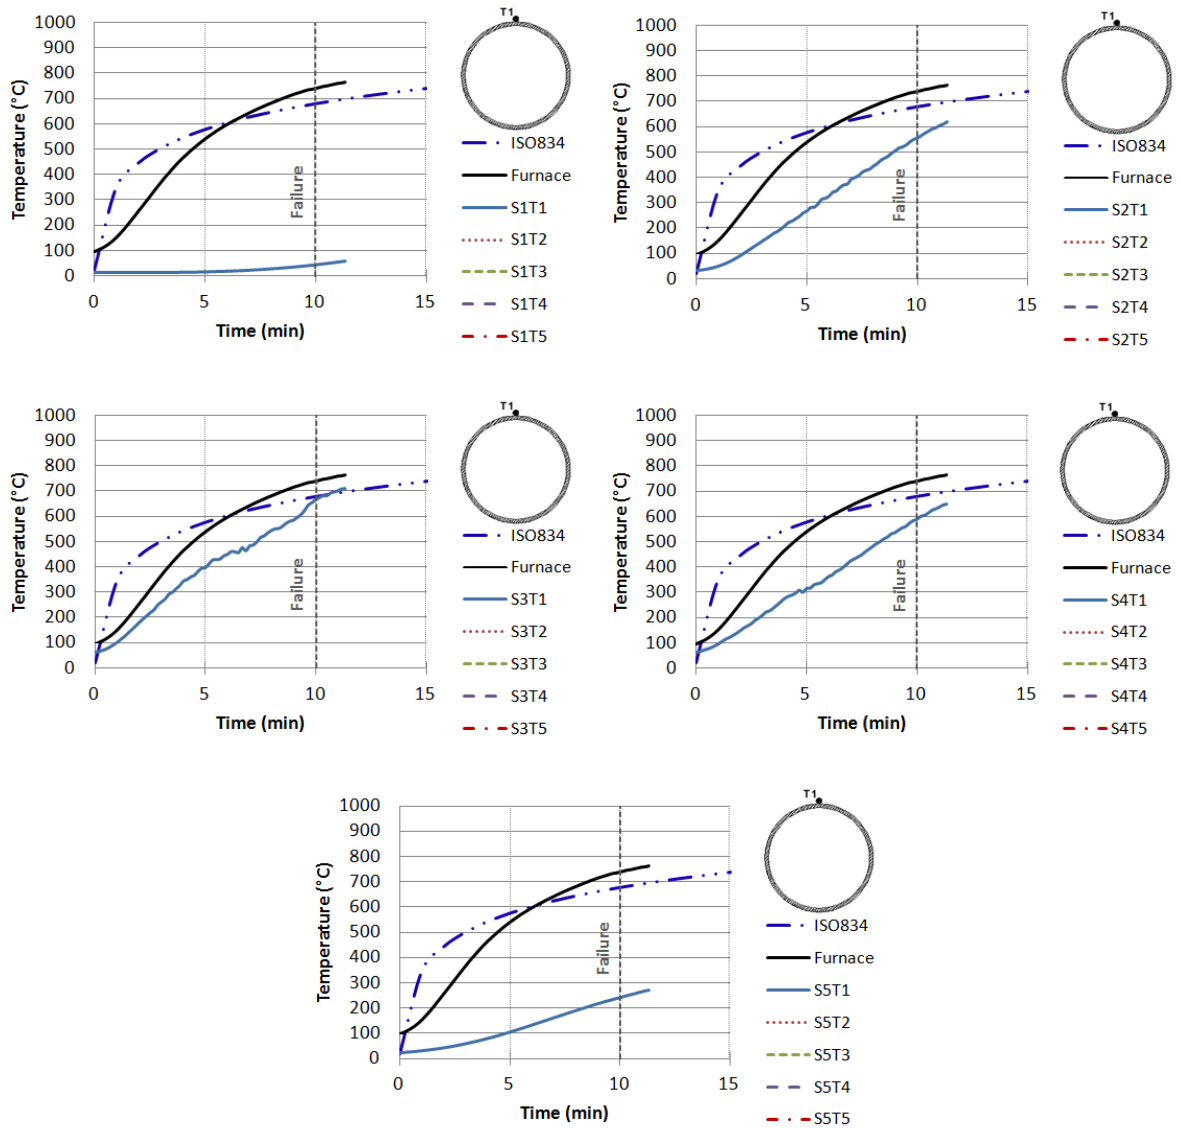 T1
1000
900
800
700
600
500
400
300
200
100
0
Temperature (°C)
Failure
0
5
10
15
Time (min)
ISO834
Furnace
S1T1
S1T2
S1T3
S1T4
S1T5
T1
1000
900
800
700
600
500
400
300
200
100
0
Temperature (°C)
Failure
0
5
10
15
Time (min)
ISO834
Furnace
S2T1
S2T2
S2T3
S2T4
S2T5
T1
1000
900
800
700
600
500
400
300
200
100
0
Temperature (°C)
Failure
0
5
10
15
Time (min)
ISO834
Furnace
S3T1
S3T2
S3T3
S3T4
S3T5
T1
1000
900
800
700
600
500
400
300
200
100
0
Temperature (°C)
Failure
0
5
10
15
Time (min)
ISO834
Furnace
S4T1
S4T2
S4T3
S4T4
S4T5
T1
1000
900
800
700
600
500
400
300
200
100
0
Temperature (°C)
Failure
0
5
10
15
Time (min)
ISO834
Furnace
S5T1
S5T2
S5T3
S5T4
S5T5